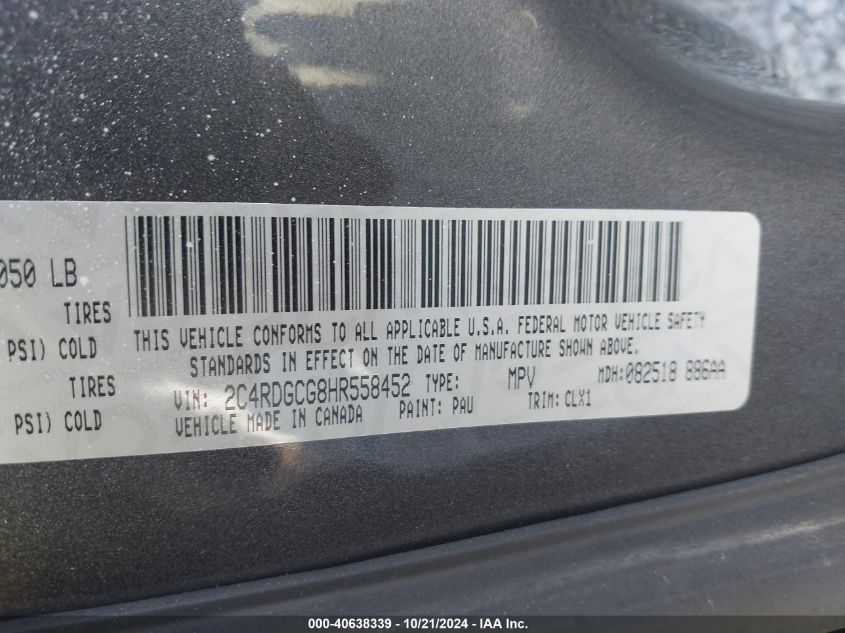 050 LB
TIRES
PSI) COLD
TIRES
PSI) COLD
THIS VEHICLE CONFORMS TO ALL APPLICABLE U.S.A. FEDERAL MOTOR VEHICLE SAFETY
STANDARDS IN EFFECT ON THE DATE OF MANUFACTURE SHOWN ABOVE.
VIN: 2C4RDGCG8HR558452 TYPE: MPV MDH:082518 886AA
VEHICLE MADE IN CANADA PAINT: PAU TRIM: CLX1
000-40638339 - 10/21/2024 - IAA Inc.